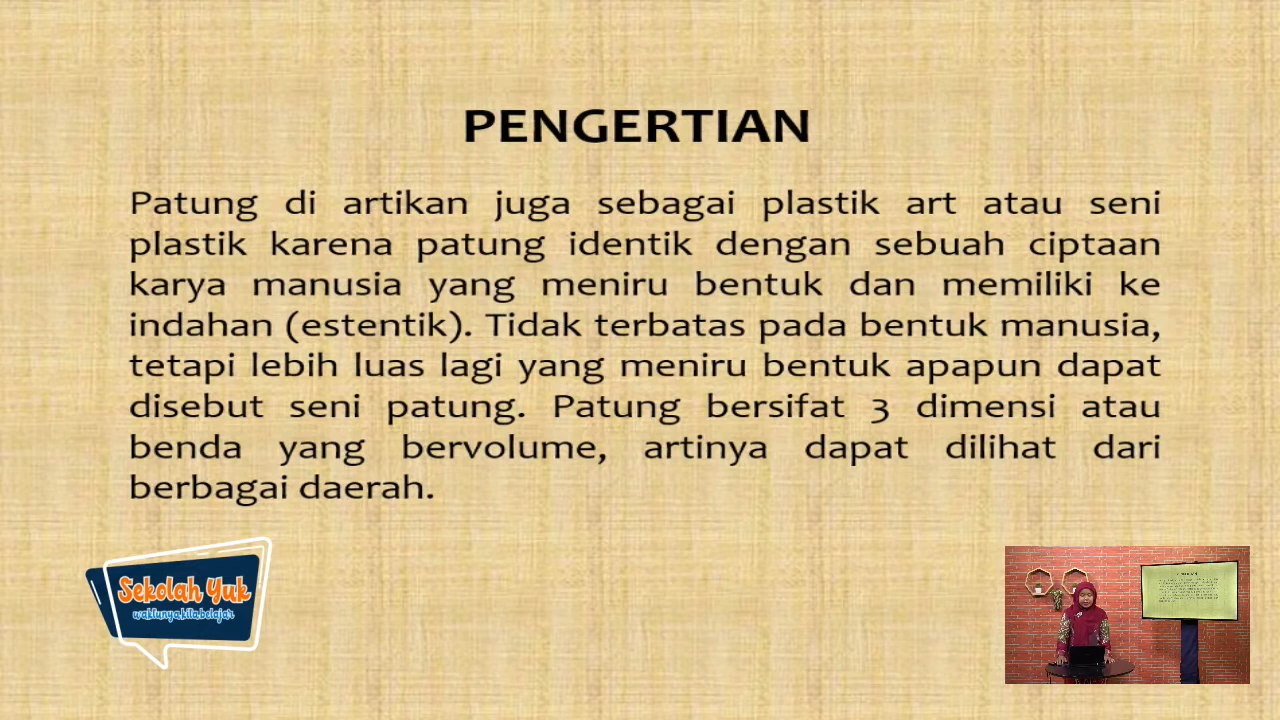 PENGERTIAN
Patung di artikan juga sebagai plastik art atau seni
plastik karena patung identik dengan sebuah ciptaan
karya manusia yang meniru bentuk dan memiliki ke
indahan (estentik). Tidak terbatas pada bentuk manusia,
tetapi lebih luas lagi yang meniru bentuk apapun dapat
disebut seni patung. Patung bersifat 3 dimensi atau
benda yang bervolume, artinya dapat dilihat dari
berbagai daerah.
Sekolah Yuk
waktunya.kita.belajar